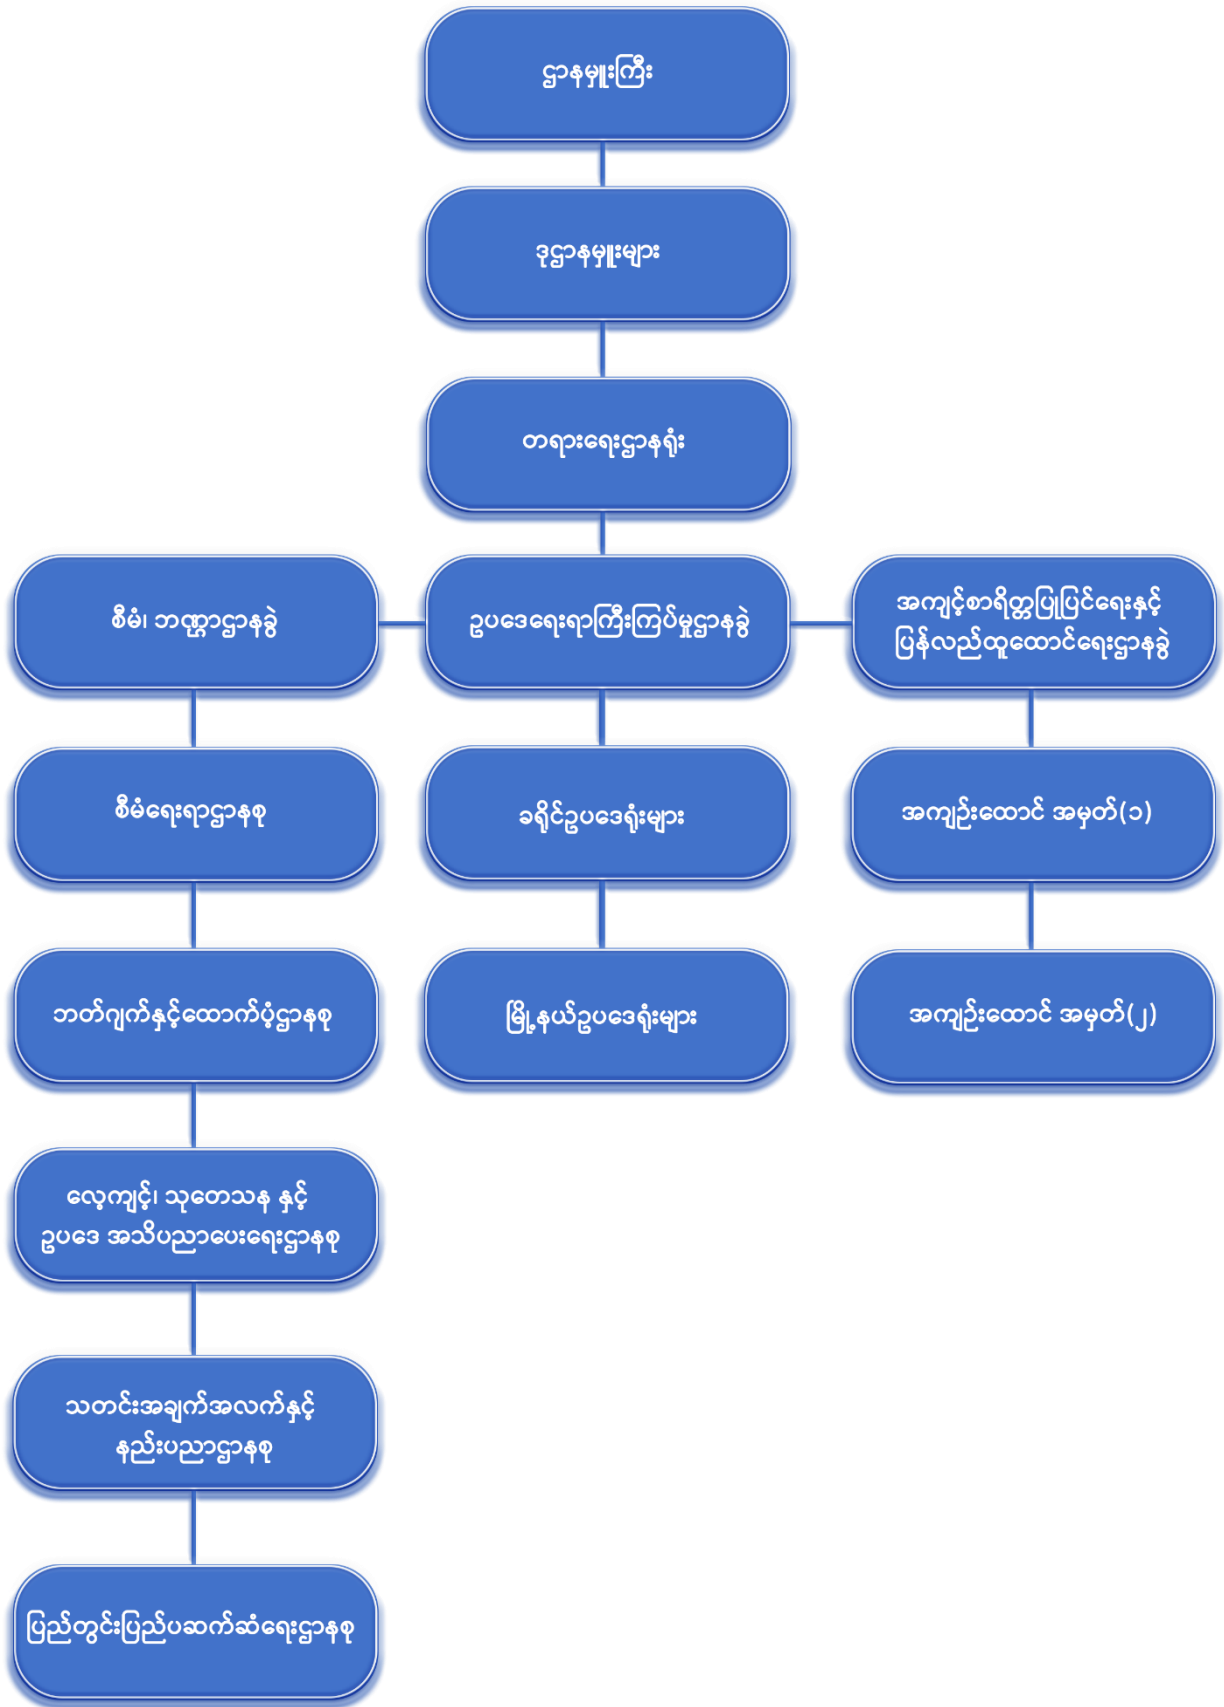 ဌာနမှူးကြီး
ဒုဌာနမှူးများ
တရားရေးဌာနရုံး
စီမံ၊ ဘဏ္ဍာဌာနခွဲ
ဥပဒေရေးရာကြီးကြပ်မှုဌာနခွဲ
အကျင့်စာရိတ္တပြုပြင်ရေးနှင့်
ပြန်လည်ထူထောင်ရေးဌာနခွဲ
စီမံရေးရာဌာနစု
ခရိုင်ဥပဒေရုံးများ
အကျဉ်းထောင် အမှတ်(၁)
ဘတ်ဂျက်နှင့်ထောက်ပံ့ဌာနစု
မြို့နယ်ဥပဒေရုံးများ
အကျဉ်းထောင် အမှတ်(၂)
လေ့ကျင့်၊ သုတေသန နှင့်
ဥပဒေ အသိပညာပေးရေးဌာနစု
သတင်းအချက်အလက်နှင့်
နည်းပညာဌာနစု
ပြည်တွင်းပြည်ပဆက်ဆံရေးဌာနစု